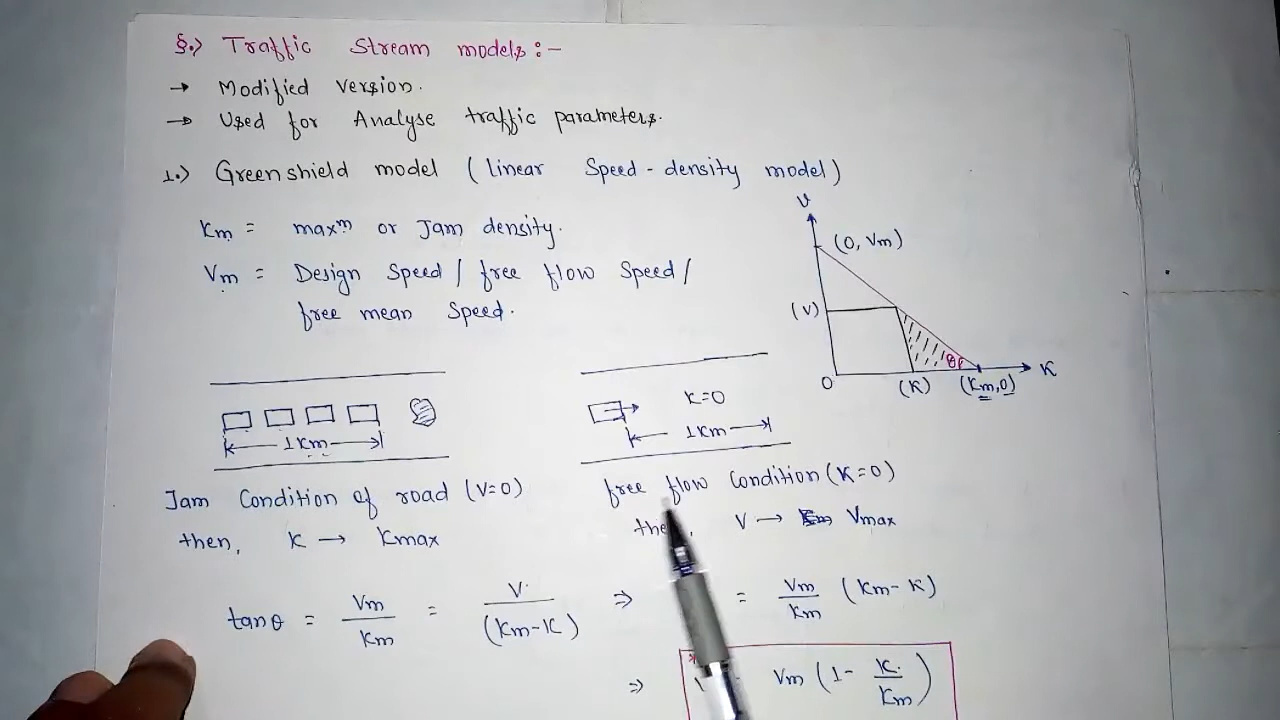 §.) Traffic Stream models :-
→ Modified version.
→ Used for Analyse traffic parameters.
1.) Greenshield model (linear Speed-density model)
Km = maxᵐ or Jam density.
Vm = Design Speed / free flow Speed /
free mean Speed.
V
(0, Vm)
(V)
θ
0
(K)
(Km,0)
K
1Km
K=0
1Km
Jam Condition of road (V=0)
then, K → Kmax
free flow Condition (K=0)
V → Vmax
tanθ = Vm/Km = V/(Km-K) ⇒ = Vm/Km (Km-K)
⇒ Vm (1- K/Km)